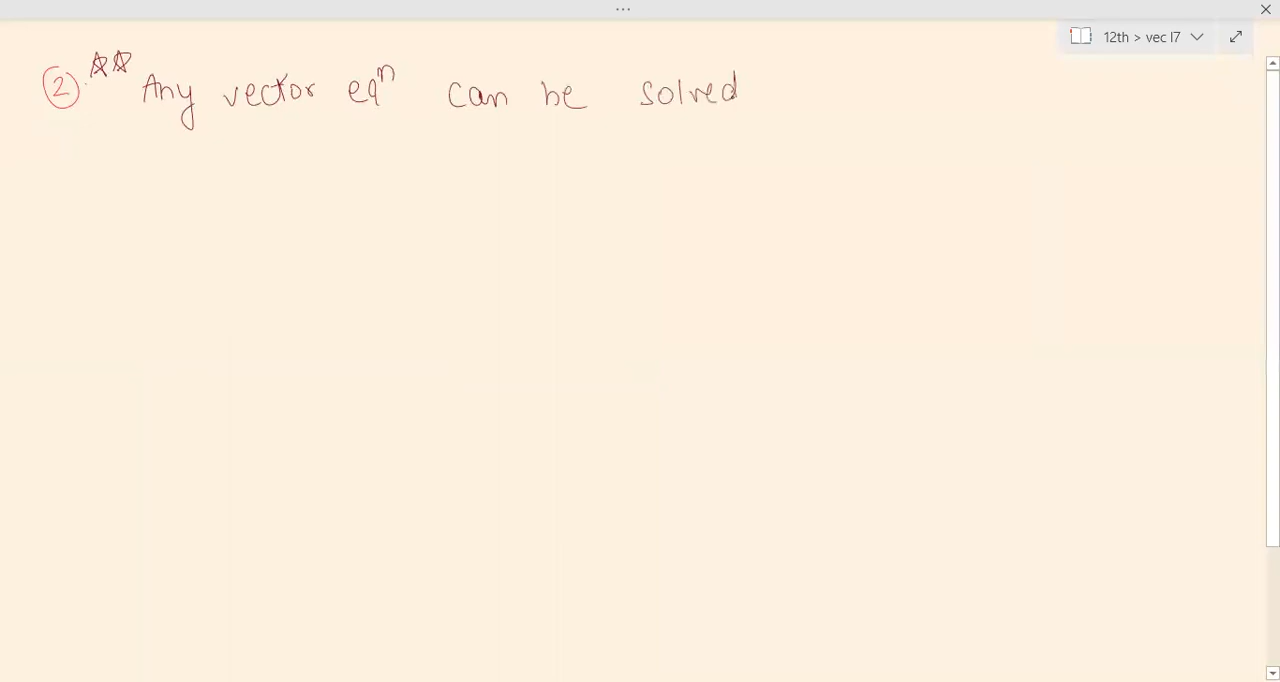 12th > vec l7
② ☆☆ Any vector eqⁿ can be solved